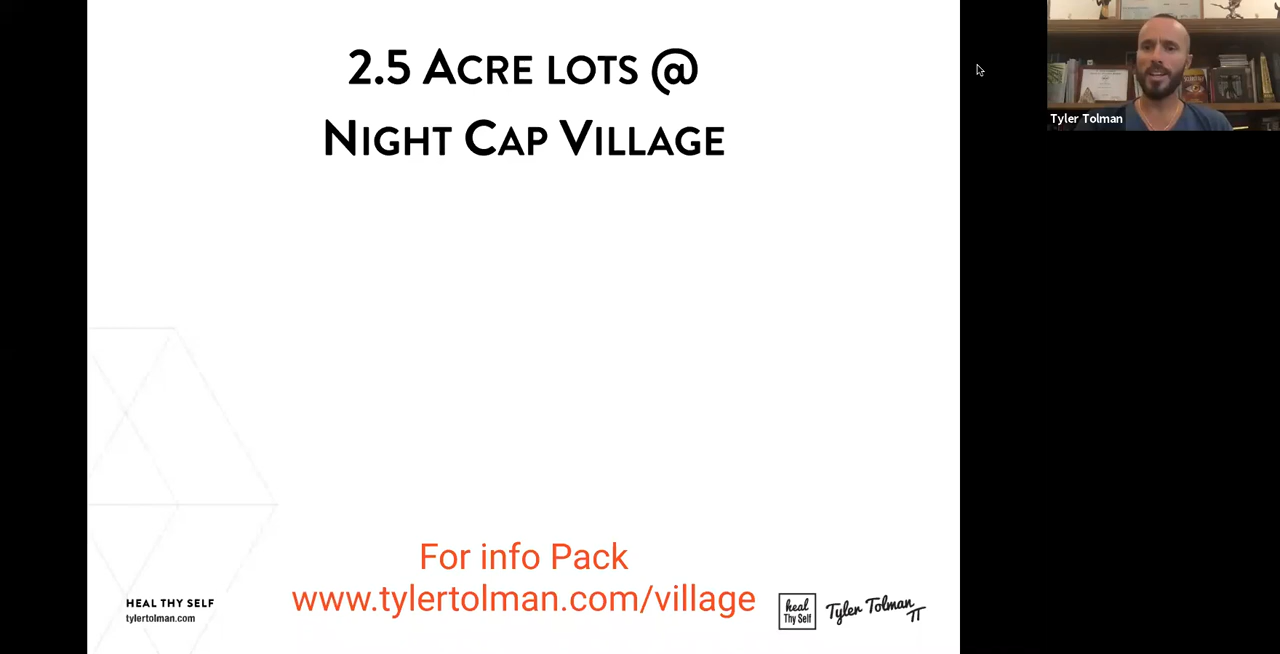 2.5 ACRE LOTS @
NIGHT CAP VILLAGE
Tyler Tolman
For info Pack
www.tylertolman.com/village
HEAL THY SELF
tylertolman.com
heal
Thy Self
Tyler Tolman